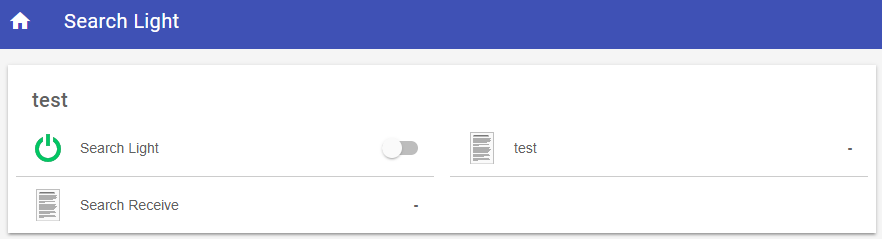 Search Light
test
Search Light
test -
Search Receive -